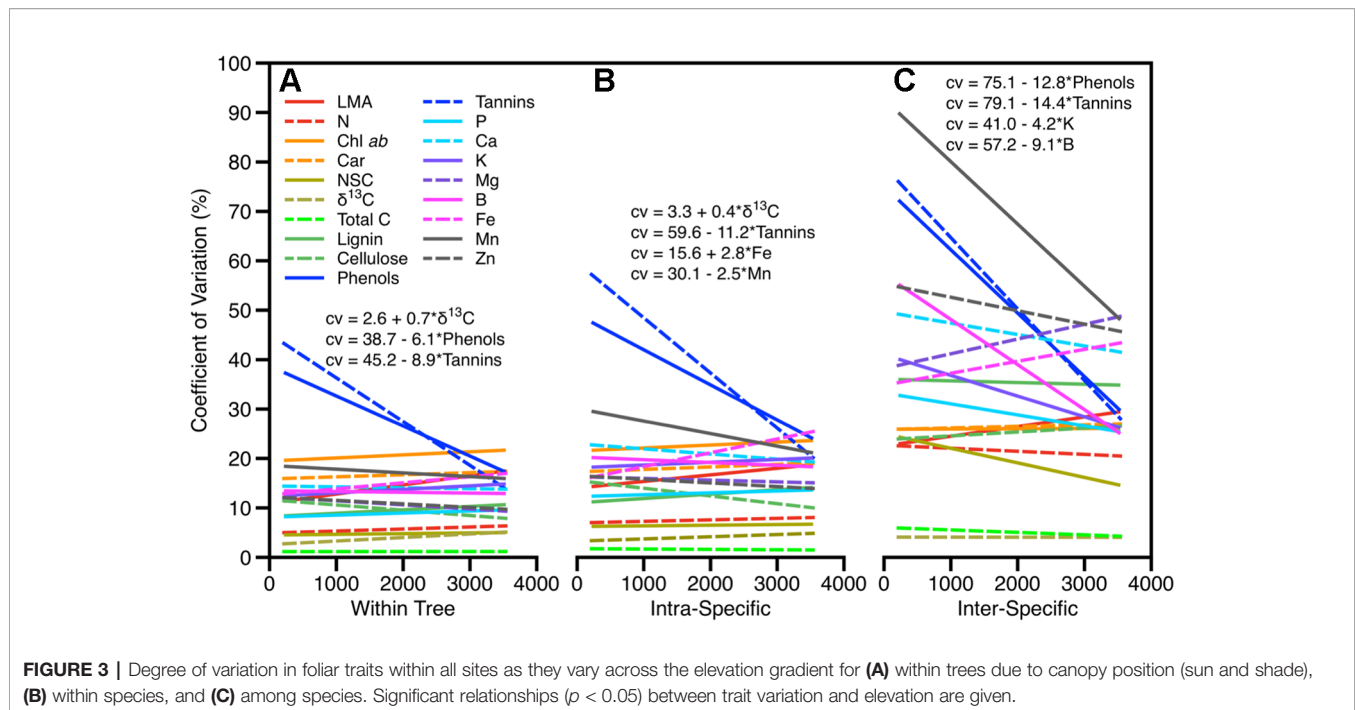 A
B
C
100
90
80
70
60
50
40
30
20
10
0
Coefficient of Variation (%)
LMA
N
Chl ab
Car
NSC
δ¹³C
Total C
Lignin
Cellulose
Phenols
Tannins
P
Ca
K
Mg
B
Fe
Mn
Zn
cv = 2.6 + 0.7*δ¹³C
cv = 38.7 - 6.1*Phenols
cv = 45.2 - 8.9*Tannins
cv = 3.3 + 0.4*δ¹³C
cv = 59.6 - 11.2*Tannins
cv = 15.6 + 2.8*Fe
cv = 30.1 - 2.5*Mn
cv = 75.1 - 12.8*Phenols
cv = 79.1 - 14.4*Tannins
cv = 41.0 - 4.2*K
cv = 57.2 - 9.1*B
0 1000 2000 3000 4000
0 1000 2000 3000 4000
0 1000 2000 3000 4000
Within Tree
Intra-Specific
Inter-Specific
FIGURE 3 | Degree of variation in foliar traits within all sites as they vary across the elevation gradient for (A) within trees due to canopy position (sun and shade),
(B) within species, and (C) among species. Significant relationships (p < 0.05) between trait variation and elevation are given.